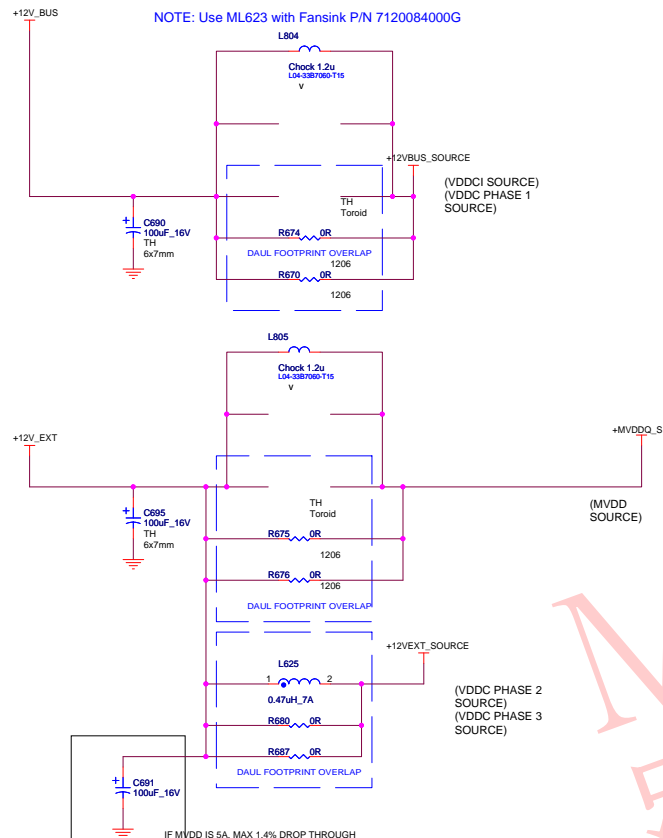 NOTE: Use ML623 with Fansink P/N 7120084000G
+12V_BUS
L804
Chock 1.2u
L04-33B7060-T15
v
+12VBUS_SOURCE
(VDDCI SOURCE)
(VDDC PHASE 1
SOURCE)
TH
Toroid
C690
100uF_16V
TH
6x7mm
R674 0R
DAUL FOOTPRINT OVERLAP
1206
R670 0R
1206
L805
Chock 1.2u
L04-33B7060-T15
v
+12V_EXT
+MVDDQ_S
(MVDD
SOURCE)
TH
Toroid
C695
100uF_16V
TH
6x7mm
R675 0R
1206
R676 0R
1206
DAUL FOOTPRINT OVERLAP
+12VEXT_SOURCE
L625
1 2
0.47uH_7A
(VDDC PHASE 2
SOURCE)
(VDDC PHASE 3
SOURCE)
R680 0R
R687 0R
DAUL FOOTPRINT OVERLAP
C691
100uF_16V
IF MVDD IS 5A, MAX 1.4% DROP THROUGH